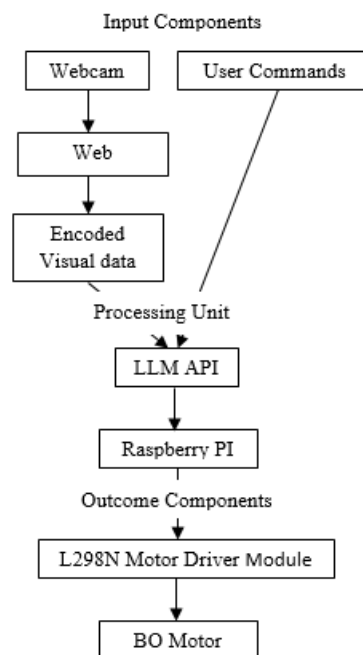 Input Components
Webcam
User Commands
Web
Encoded
Visual data
Processing Unit
LLM API
Raspberry PI
Outcome Components
L298N Motor Driver Module
BO Motor